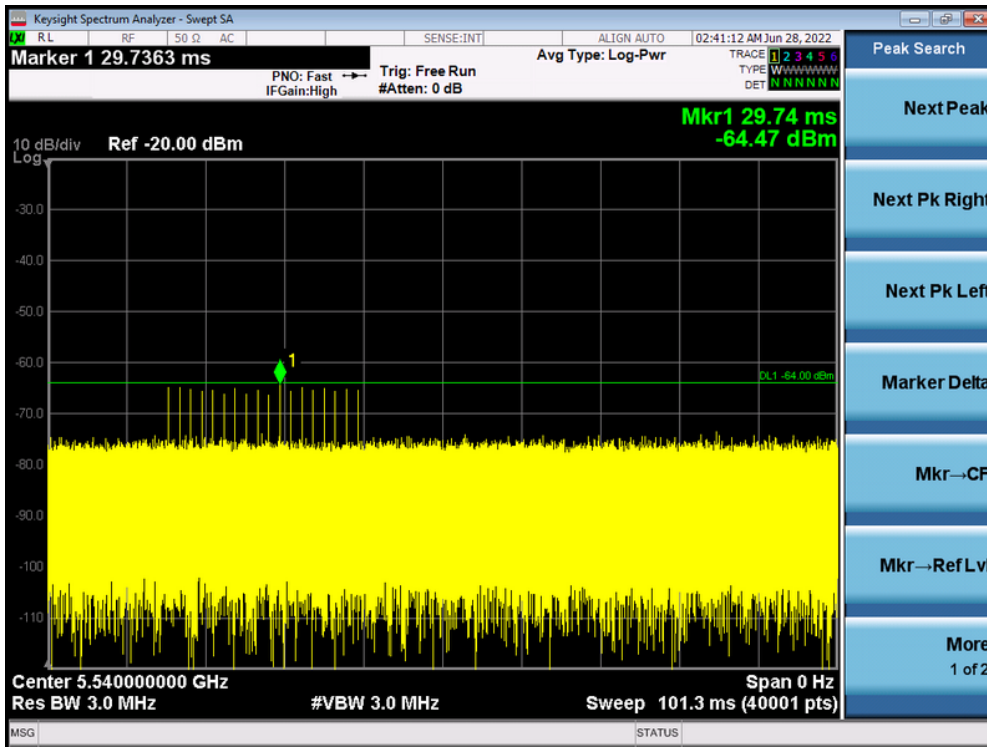 Keysight Spectrum Analyzer - Swept SA
LXI RL RF 50 Ω AC SENSE:INT ALIGN AUTO 02:41:12 AM Jun 28, 2022
Marker 1 29.7363 ms
PNO: Fast
IFGain:High
Trig: Free Run
#Atten: 0 dB
Avg Type: Log-Pwr
TRACE 1 2 3 4 5 6
TYPE W W W W W W
DET N N N N N N
Mkr1 29.74 ms
-64.47 dBm
10 dB/div Ref -20.00 dBm
Log
-30.0
-40.0
-50.0
-60.0
-70.0
-80.0
-90.0
-100
-110
1
DL1 -64.00 dBm
Center 5.540000000 GHz
Span 0 Hz
Res BW 3.0 MHz
#VBW 3.0 MHz
Sweep 101.3 ms (40001 pts)
MSG
STATUS
Peak Search
Next Peak
Next Pk Right
Next Pk Left
Marker Delta
Mkr→CF
Mkr→Ref Lvl
More
1 of 2